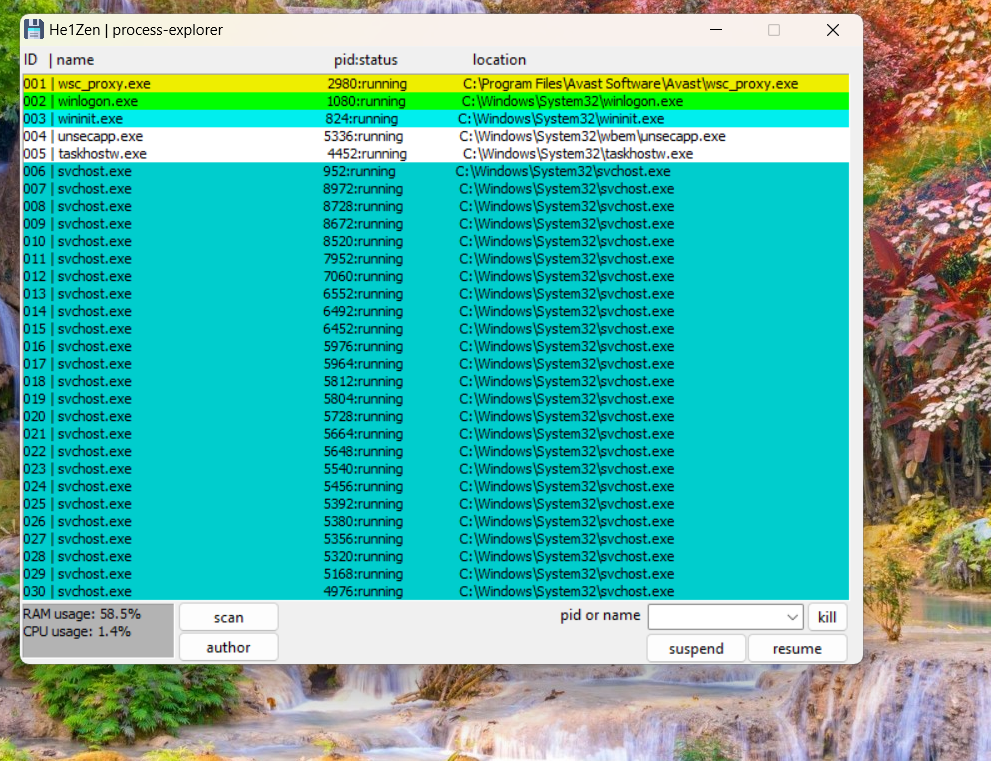 He1Zen | process-explorer
ID | name pid:status location
001 | wsc_proxy.exe 2980:running C:\Program Files\Avast Software\Avast\wsc_proxy.exe
002 | winlogon.exe 1080:running C:\Windows\System32\winlogon.exe
003 | wininit.exe 824:running C:\Windows\System32\wininit.exe
004 | unsecapp.exe 5336:running C:\Windows\System32\wbem\unsecapp.exe
005 | taskhostw.exe 4452:running C:\Windows\System32\taskhostw.exe
006 | svchost.exe 952:running C:\Windows\System32\svchost.exe
007 | svchost.exe 8972:running C:\Windows\System32\svchost.exe
008 | svchost.exe 8728:running C:\Windows\System32\svchost.exe
009 | svchost.exe 8672:running C:\Windows\System32\svchost.exe
010 | svchost.exe 8520:running C:\Windows\System32\svchost.exe
011 | svchost.exe 7952:running C:\Windows\System32\svchost.exe
012 | svchost.exe 7060:running C:\Windows\System32\svchost.exe
013 | svchost.exe 6552:running C:\Windows\System32\svchost.exe
014 | svchost.exe 6492:running C:\Windows\System32\svchost.exe
015 | svchost.exe 6452:running C:\Windows\System32\svchost.exe
016 | svchost.exe 5976:running C:\Windows\System32\svchost.exe
017 | svchost.exe 5964:running C:\Windows\System32\svchost.exe
018 | svchost.exe 5812:running C:\Windows\System32\svchost.exe
019 | svchost.exe 5804:running C:\Windows\System32\svchost.exe
020 | svchost.exe 5728:running C:\Windows\System32\svchost.exe
021 | svchost.exe 5664:running C:\Windows\System32\svchost.exe
022 | svchost.exe 5648:running C:\Windows\System32\svchost.exe
023 | svchost.exe 5540:running C:\Windows\System32\svchost.exe
024 | svchost.exe 5456:running C:\Windows\System32\svchost.exe
025 | svchost.exe 5392:running C:\Windows\System32\svchost.exe
026 | svchost.exe 5380:running C:\Windows\System32\svchost.exe
027 | svchost.exe 5356:running C:\Windows\System32\svchost.exe
028 | svchost.exe 5320:running C:\Windows\System32\svchost.exe
029 | svchost.exe 5168:running C:\Windows\System32\svchost.exe
030 | svchost.exe 4976:running C:\Windows\System32\svchost.exe
RAM usage: 58.5%
CPU usage: 1.4%
scan
author
pid or name
kill
suspend
resume